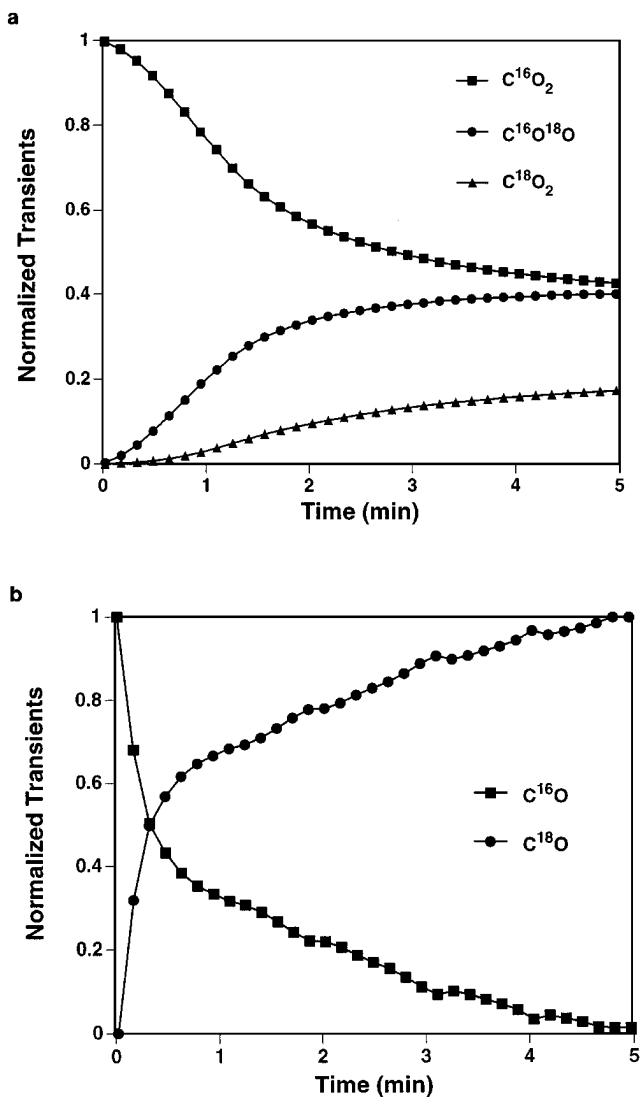 a
1
0.8
0.6
0.4
0.2
0
Normalized Transients
C¹⁶O₂
C¹⁶O¹⁸O
C¹⁸O₂
0 1 2 3 4 5
Time (min)
b
1
0.8
0.6
0.4
0.2
0
Normalized Transients
C¹⁶O
C¹⁸O
0 1 2 3 4 5
Time (min)